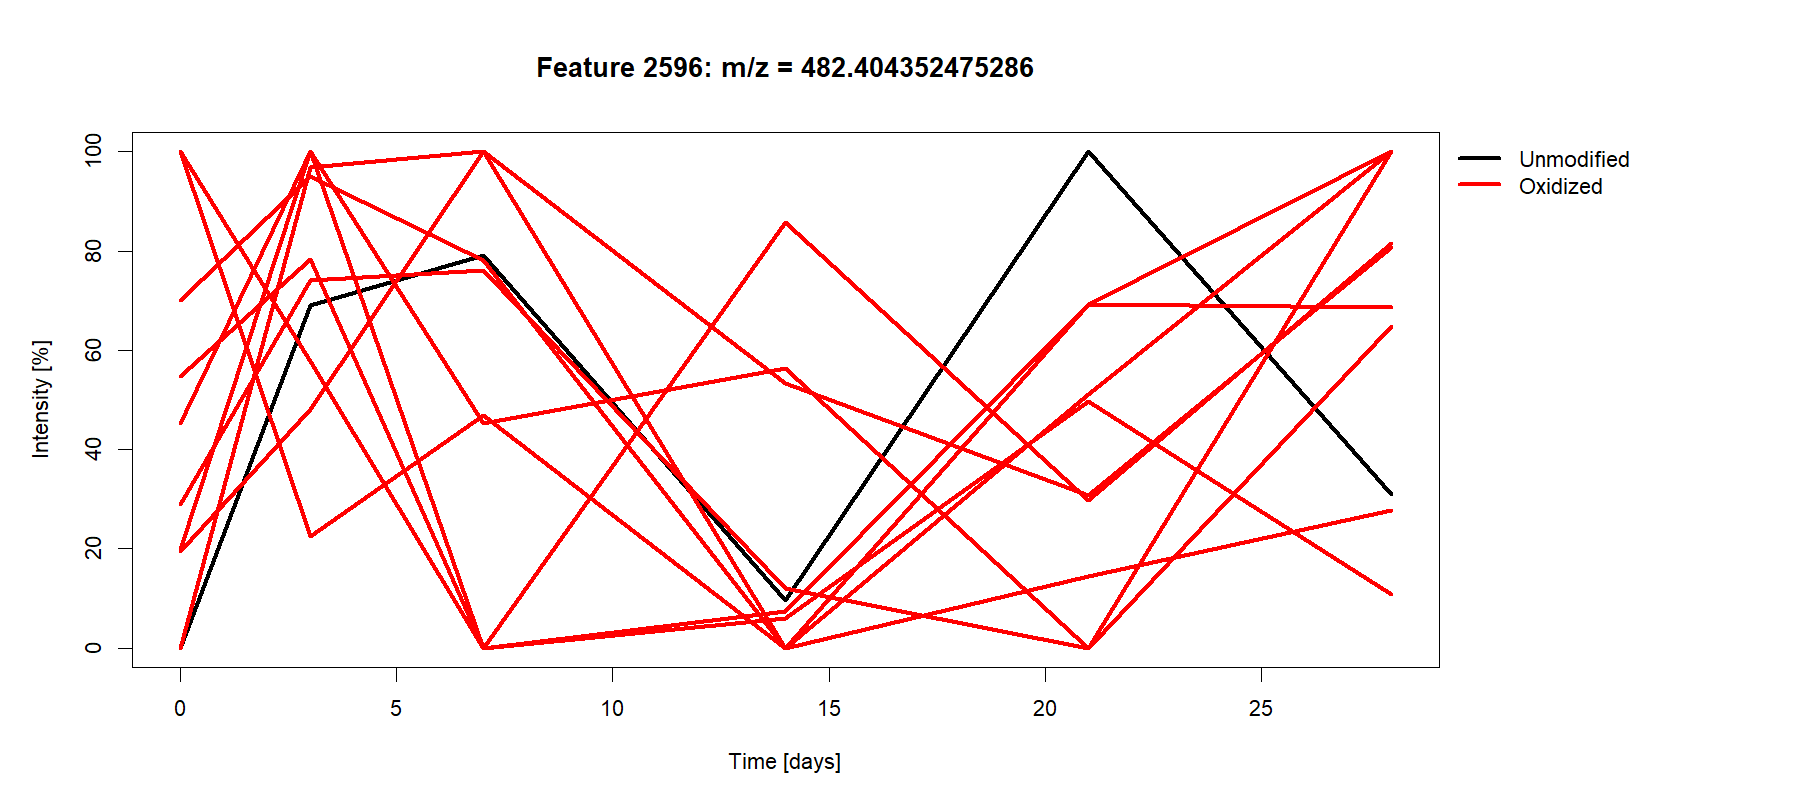 Feature 2596: m/z = 482.404352475286
Unmodified
Oxidized
Intensity [%]
100
80
60
40
20
0
0 5 10 15 20 25
Time [days]